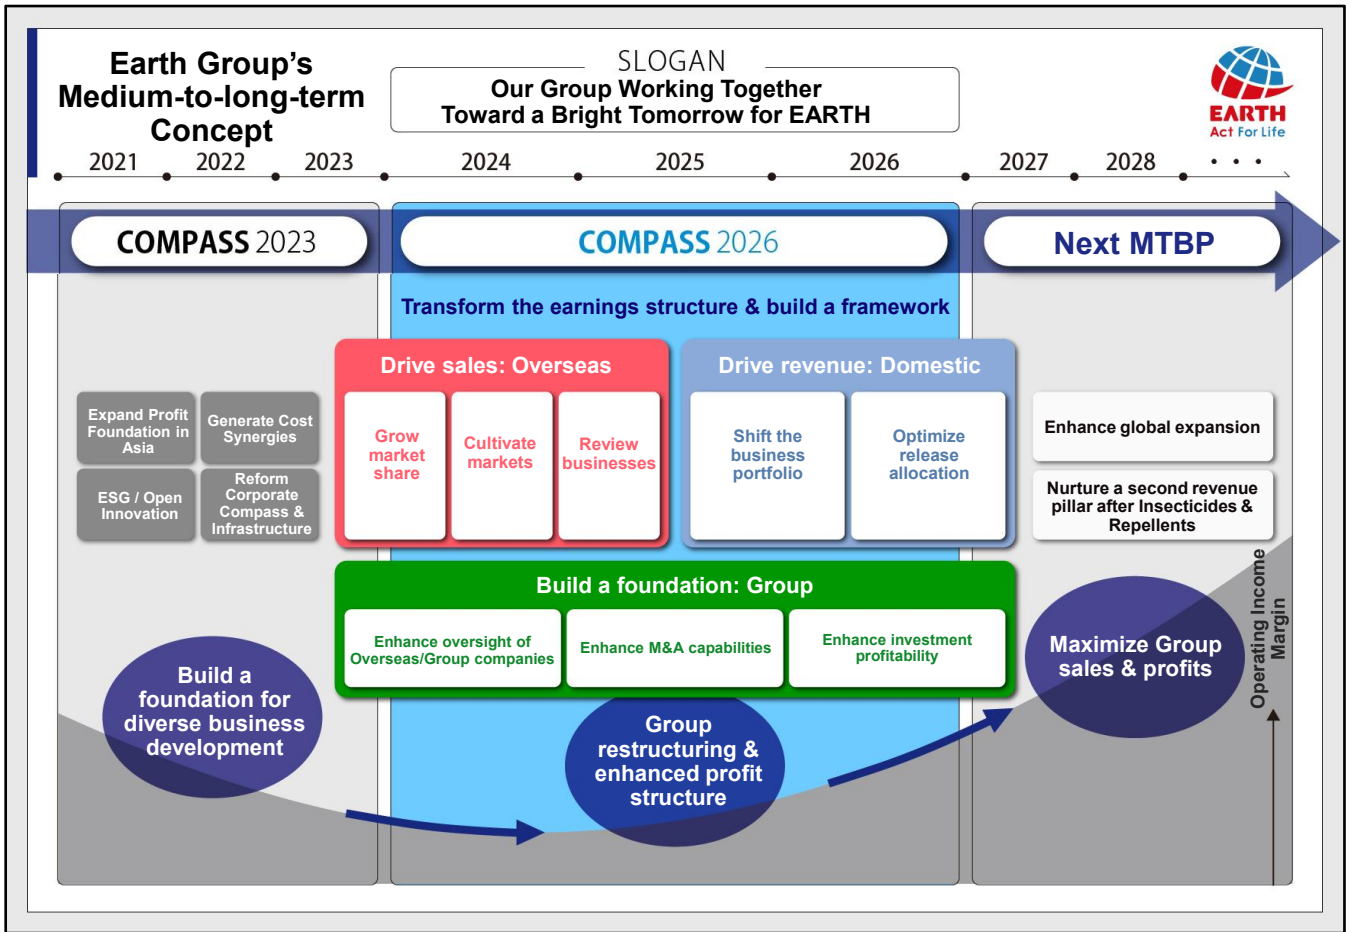 Earth Group's
Medium-to-long-term
Concept
SLOGAN
Our Group Working Together
Toward a Bright Tomorrow for EARTH
EARTH
Act For Life
2021
2022
2023
2024
2025
2026
2027
2028
• • •
COMPASS 2023
COMPASS 2026
Next MTBP
Transform the earnings structure & build a framework
Expand Profit
Foundation in
Asia
Generate Cost
Synergies
ESG / Open
Innovation
Reform
Corporate
Compass &
Infrastructure
Drive sales: Overseas
Grow
market
share
Cultivate
markets
Review
businesses
Drive revenue: Domestic
Shift the
business
portfolio
Optimize
release
allocation
Enhance global expansion
Nurture a second revenue
pillar after Insecticides &
Repellents
Build a foundation: Group
Enhance oversight of
Overseas/Group companies
Enhance M&A capabilities
Enhance investment
profitability
Build a
foundation for
diverse business
development
Group
restructuring &
enhanced profit
structure
Maximize Group
sales & profits
Operating Income
Margin